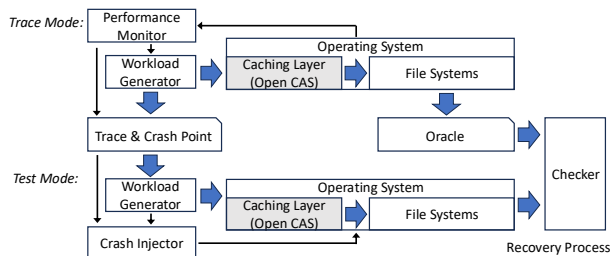 Trace Mode:
Performance
Monitor
Operating System
Workload
Generator
Caching Layer
(Open CAS)
File Systems
Trace & Crash Point
Oracle
Checker
Test Mode:
Workload
Generator
Operating System
Caching Layer
(Open CAS)
File Systems
Crash Injector
Recovery Process